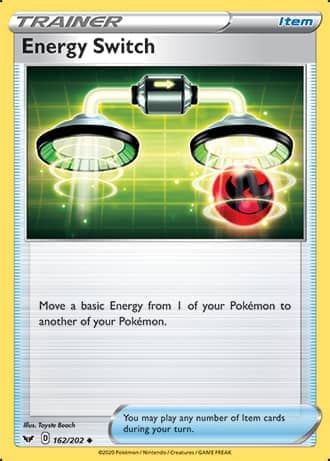 TRAINER
Item
Energy Switch
Move a basic Energy from 1 of your Pokémon to
another of your Pokémon.
Illus. Toyste Beach
D 162/202
You may play any number of Item cards
during your turn.
©2020 Pokémon / Nintendo / Creatures / GAME FREAK